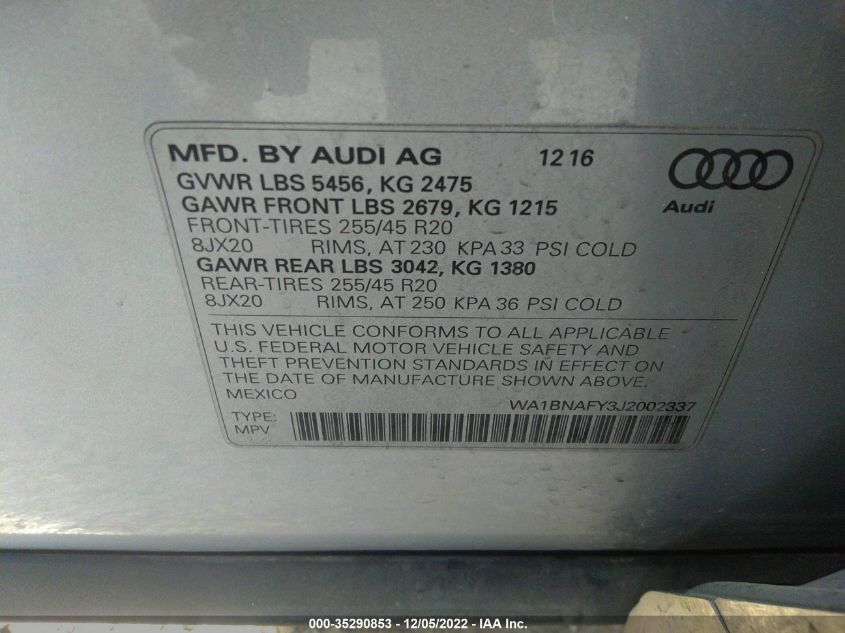 MFD. BY AUDI AG 12 16
GVWR LBS 5456, KG 2475
GAWR FRONT LBS 2679, KG 1215
Audi
FRONT-TIRES 255/45 R20
8JX20 RIMS, AT 230 KPA 33 PSI COLD
GAWR REAR LBS 3042, KG 1380
REAR-TIRES 255/45 R20
8JX20 RIMS, AT 250 KPA 36 PSI COLD
THIS VEHICLE CONFORMS TO ALL APPLICABLE
U.S. FEDERAL MOTOR VEHICLE SAFETY AND
THEFT PREVENTION STANDARDS IN EFFECT ON
THE DATE OF MANUFACTURE SHOWN ABOVE.
MEXICO
WA1BNAFY3J2002337
TYPE:
MPV
000-35290853 - 12/05/2022 - IAA Inc.